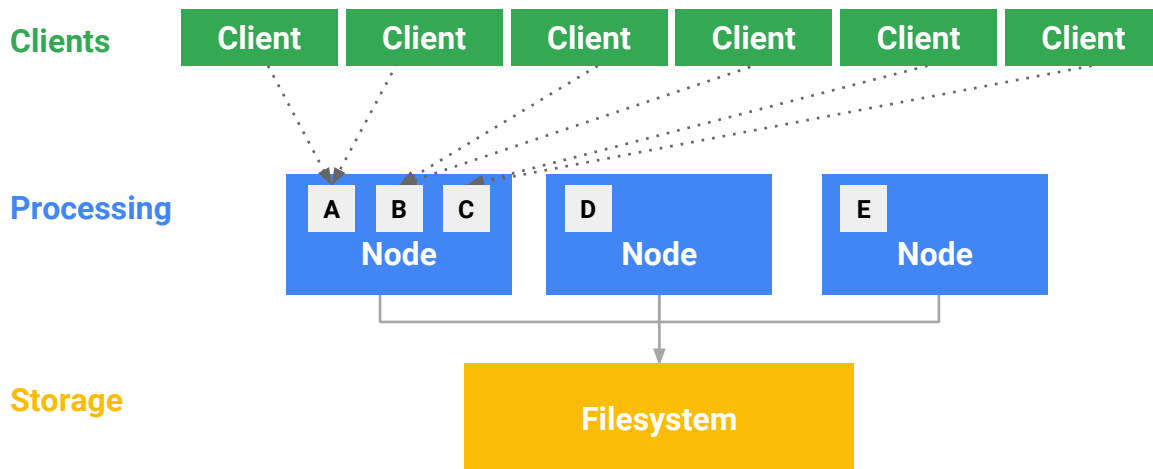 Clients
Client Client Client Client Client Client
Processing
A B C D E
Node Node Node
Storage
Filesystem